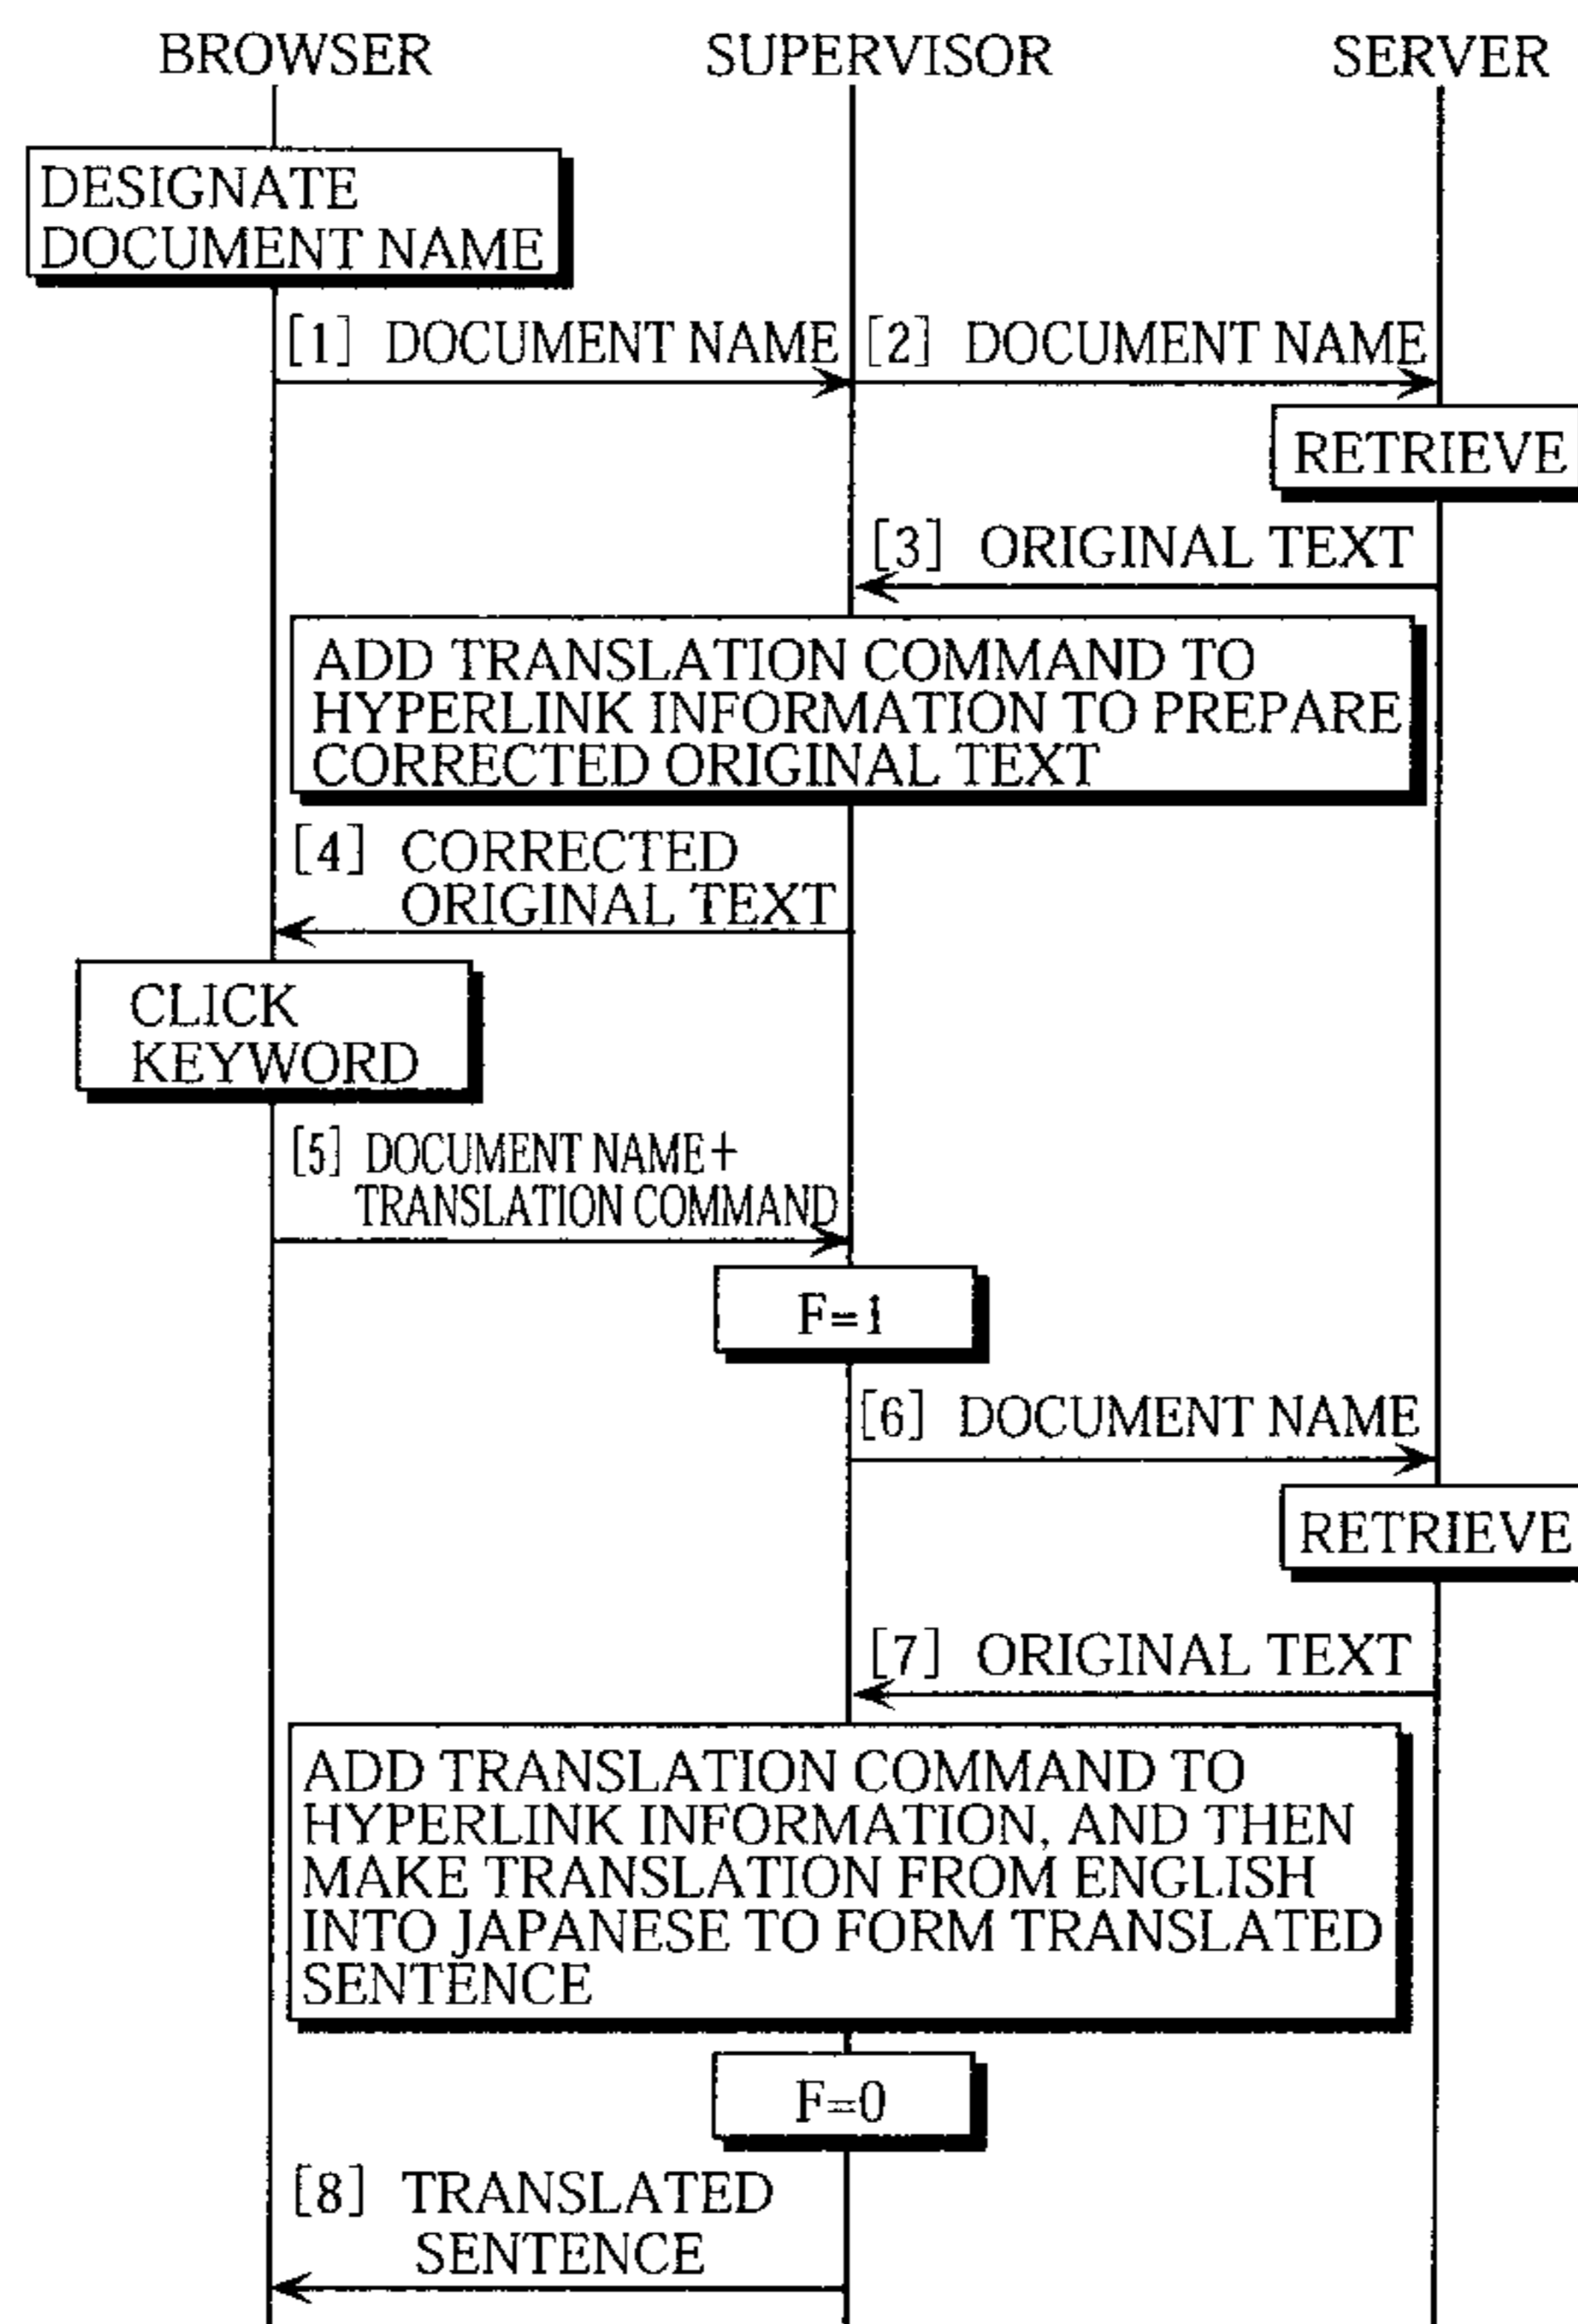 BROWSER SUPERVISOR SERVER
DESIGNATE
DOCUMENT NAME
[1] DOCUMENT NAME [2] DOCUMENT NAME
RETRIEVE
[3] ORIGINAL TEXT
ADD TRANSLATION COMMAND TO
HYPERLINK INFORMATION TO PREPARE
CORRECTED ORIGINAL TEXT
[4] CORRECTED
ORIGINAL TEXT
CLICK
KEYWORD
[5] DOCUMENT NAME+
TRANSLATION COMMAND
F=1
[6] DOCUMENT NAME
RETRIEVE
[7] ORIGINAL TEXT
ADD TRANSLATION COMMAND TO
HYPERLINK INFORMATION, AND THEN
MAKE TRANSLATION FROM ENGLISH
INTO JAPANESE TO FORM TRANSLATED
SENTENCE
F=0
[8] TRANSLATED
SENTENCE